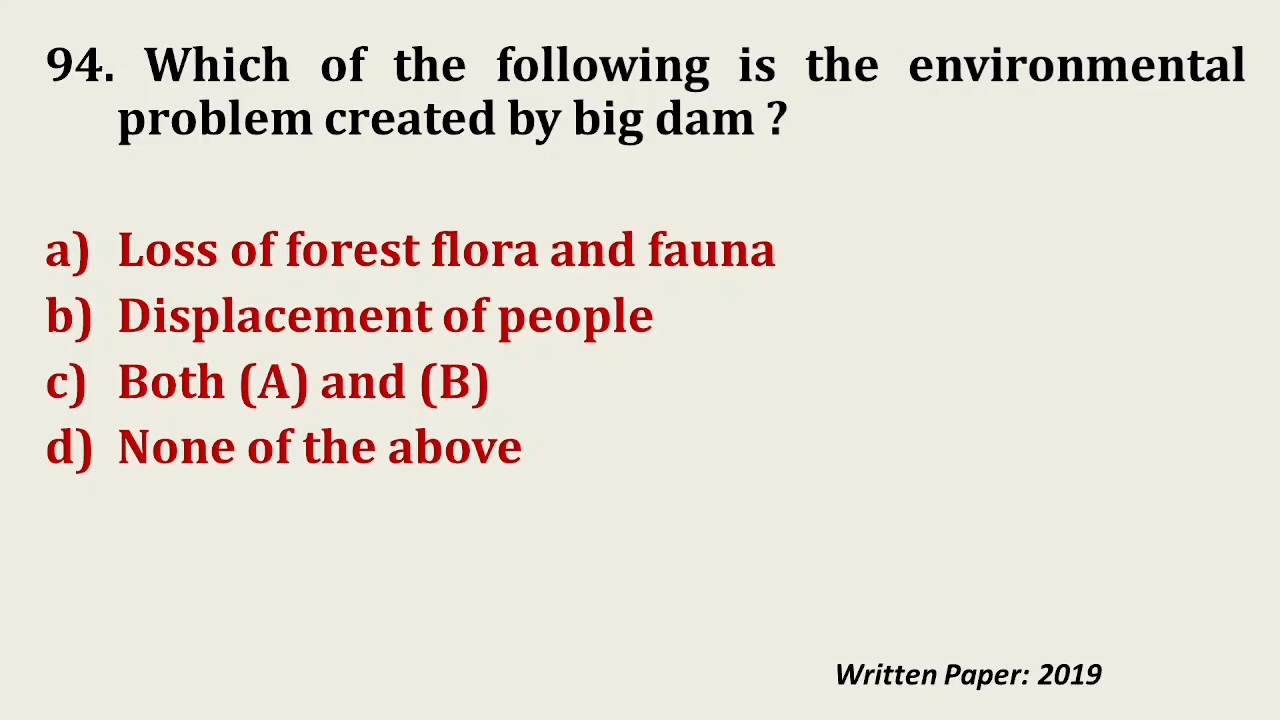 94. Which of the following is the environmental
problem created by big dam ?
a) Loss of forest flora and fauna
b) Displacement of people
c) Both (A) and (B)
d) None of the above
Written Paper: 2019